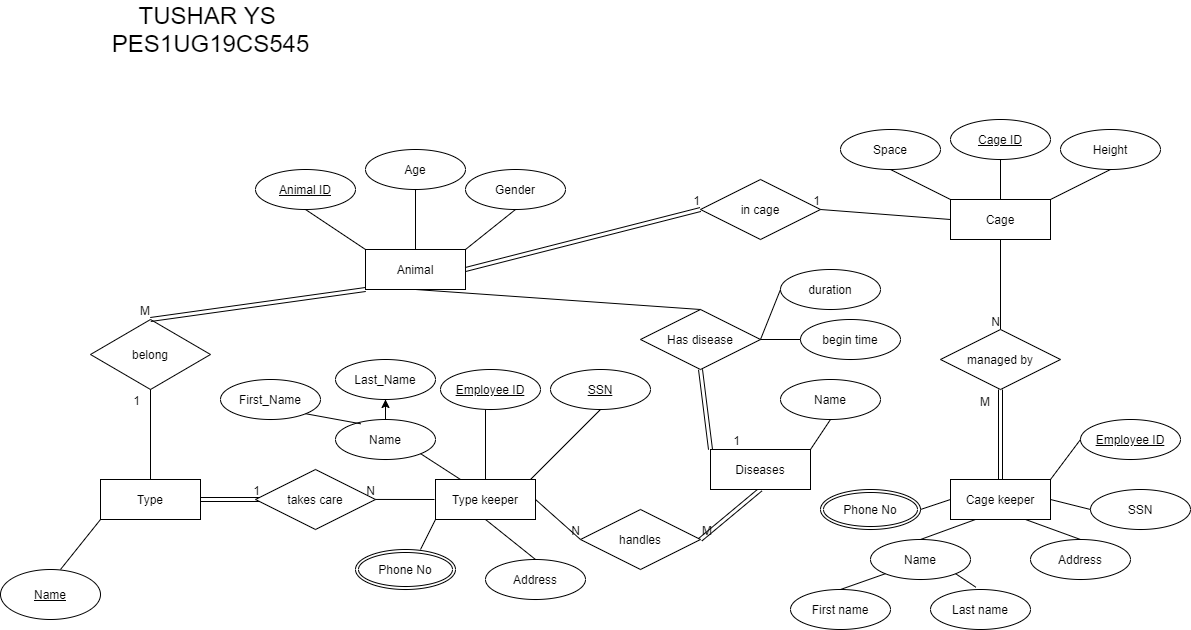 TUSHAR YS
PES1UG19CS545
Space
Cage ID
Height
Animal ID
Age
Gender
1
in cage
1
Cage
Animal
M
belong
1
Has disease
duration
begin time
N
managed by
M
First_Name
Last_Name
Name
Employee ID
SSN
Name
1
Diseases
Employee ID
Type
1
takes care
N
Type keeper
N
handles
M
Phone No
Cage keeper
SSN
Name
Phone No
Address
Name
Address
First name
Last name